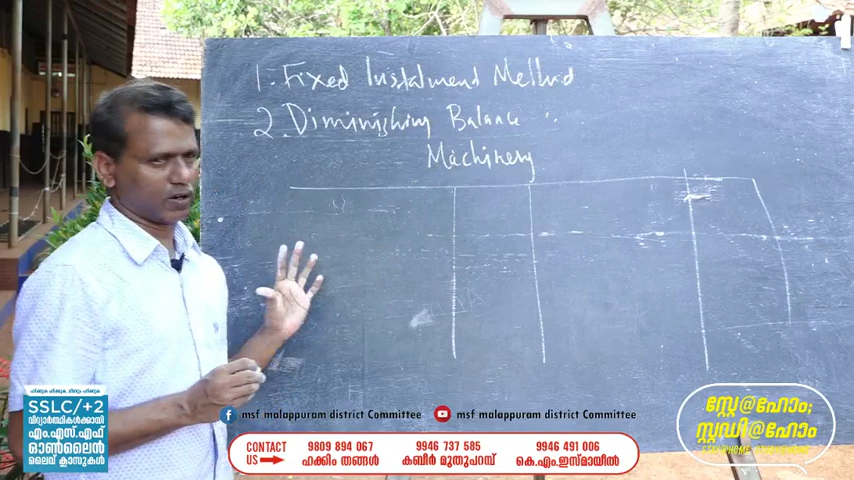 1. Fixed Instalment Method
2. Diminishing Balance "
Machinery
SSLC/+2
വിദ്യാർത്ഥികൾക്കായി
എം.എസ്.എഫ്
ഓൺലൈൻ
ലൈവ് ക്ലാസുകൾ
msf malappuram district Committee
msf malappuram district Committee
CONTACT US
9809 894 067
ഹക്കീം തങ്ങൾ
9946 737 585
കബീർ മുതുപറമ്പ്
9946 491 006
കെ.എം.ഇസ്മായീൽ
സ്റ്റേ@ഹോം;
സ്റ്റഡി@ഹോം